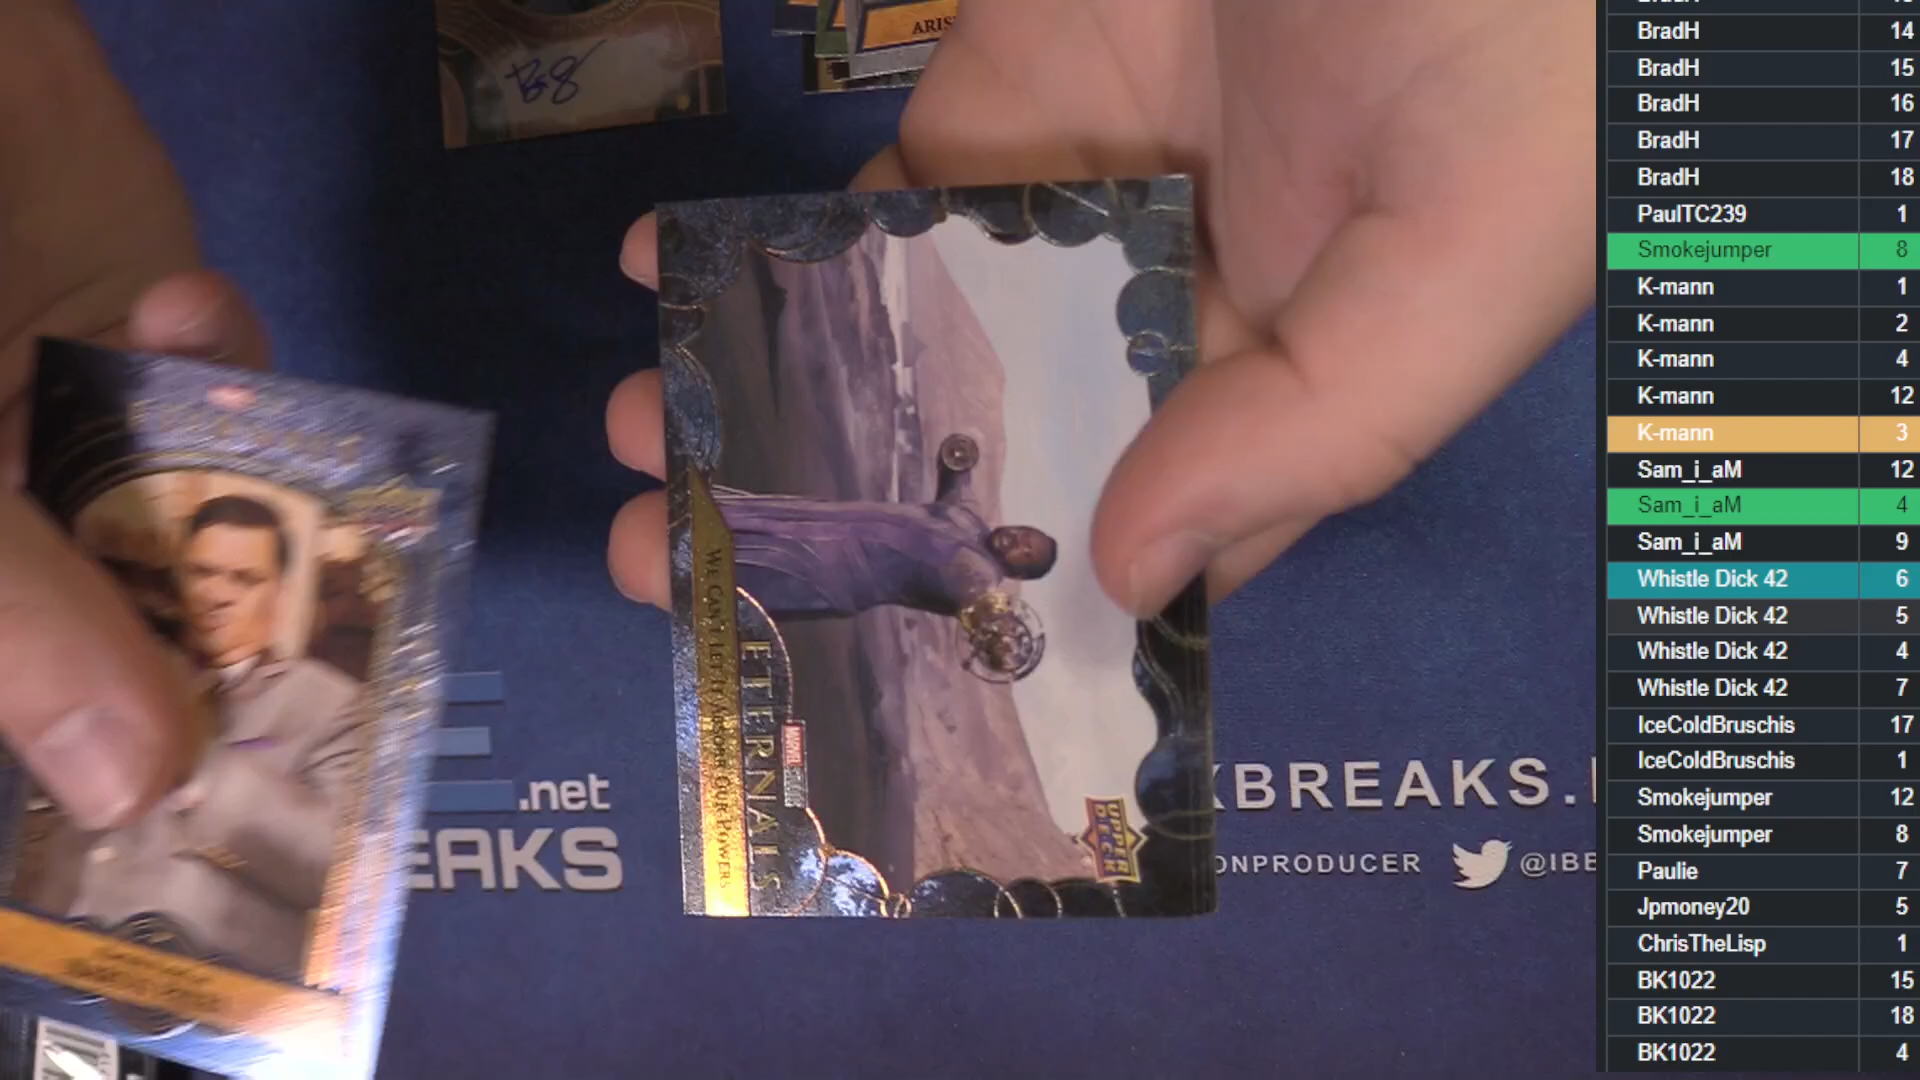 ARIS
WE CAN'T LET IT ABSORB OUR POWERS
ETERNALS
MARVEL
UPPER DECK
.net
EAKS
XBREAKS.
ONPRODUCER
@IBB
BradH 14
BradH 15
BradH 16
BradH 17
BradH 18
PaulTC239 1
Smokejumper 8
K-mann 1
K-mann 2
K-mann 4
K-mann 12
K-mann 3
Sam_i_aM 12
Sam_i_aM 4
Sam_i_aM 9
Whistle Dick 42 6
Whistle Dick 42 5
Whistle Dick 42 4
Whistle Dick 42 7
IceColdBruschis 17
IceColdBruschis 1
Smokejumper 12
Smokejumper 8
Paulie 7
Jpmoney20 5
ChrisTheLisp 1
BK1022 15
BK1022 18
BK1022 4